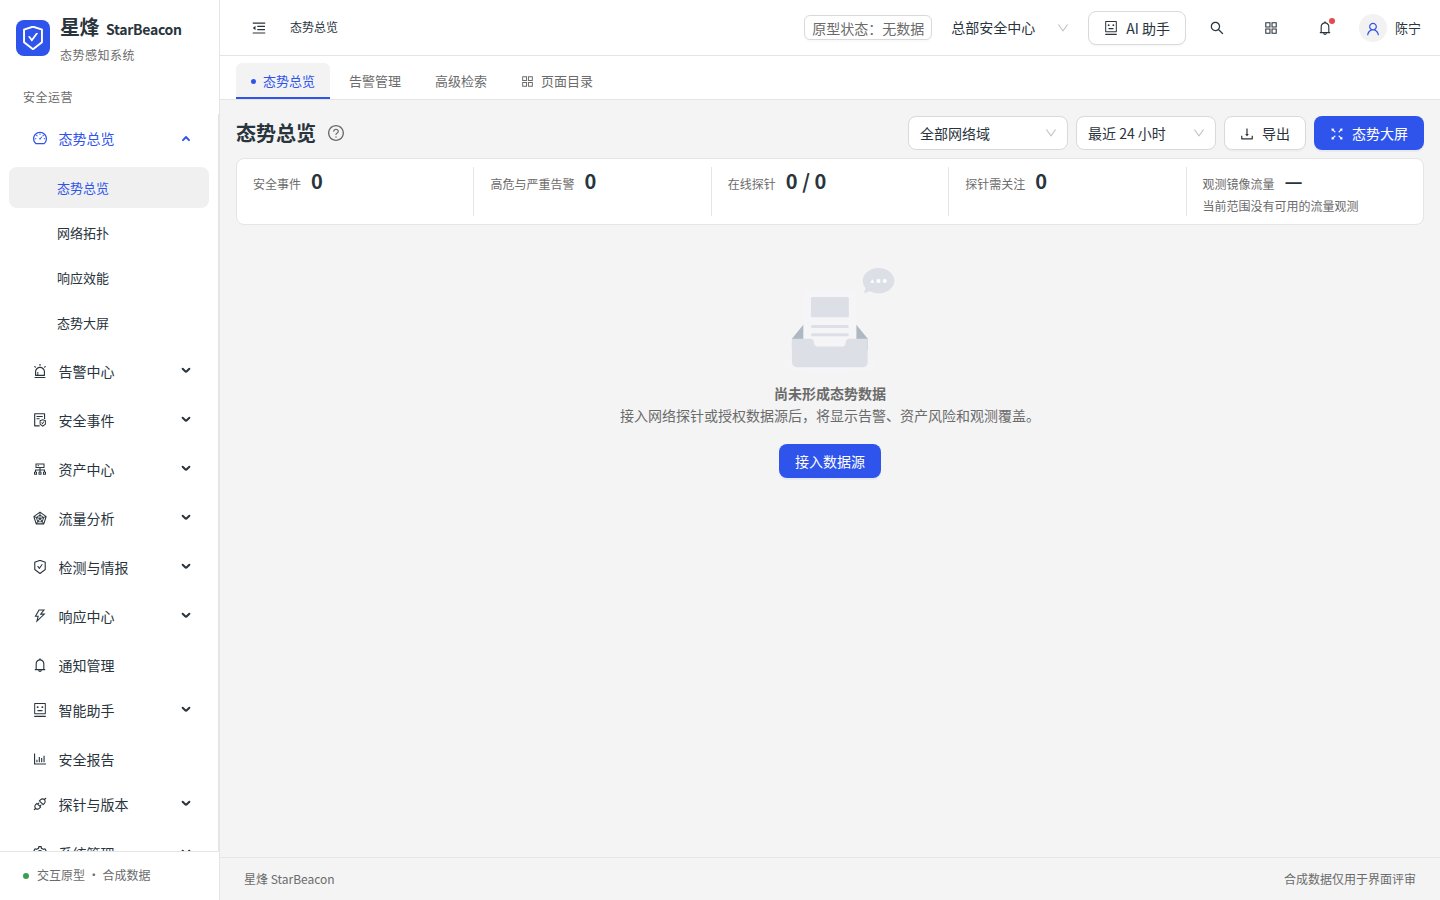 星烽 StarBeacon
态势感知系统
安全运营
态势总览
态势总览
网络拓扑
响应效能
态势大屏
告警中心
安全事件
资产中心
流量分析
检测与情报
响应中心
通知管理
智能助手
安全报告
探针与版本
系统管理
交互原型 · 合成数据
态势总览
原型状态：无数据
总部安全中心
AI 助手
陈宁
态势总览
告警管理
高级检索
页面目录
态势总览
全部网络域
最近 24 小时
导出
态势大屏
安全事件 0
高危与严重告警 0
在线探针 0 / 0
探针需关注 0
观测镜像流量 —
当前范围没有可用的流量观测
尚未形成态势数据
接入网络探针或授权数据源后，将显示告警、资产风险和观测覆盖。
接入数据源
星烽 StarBeacon
合成数据仅用于界面评审